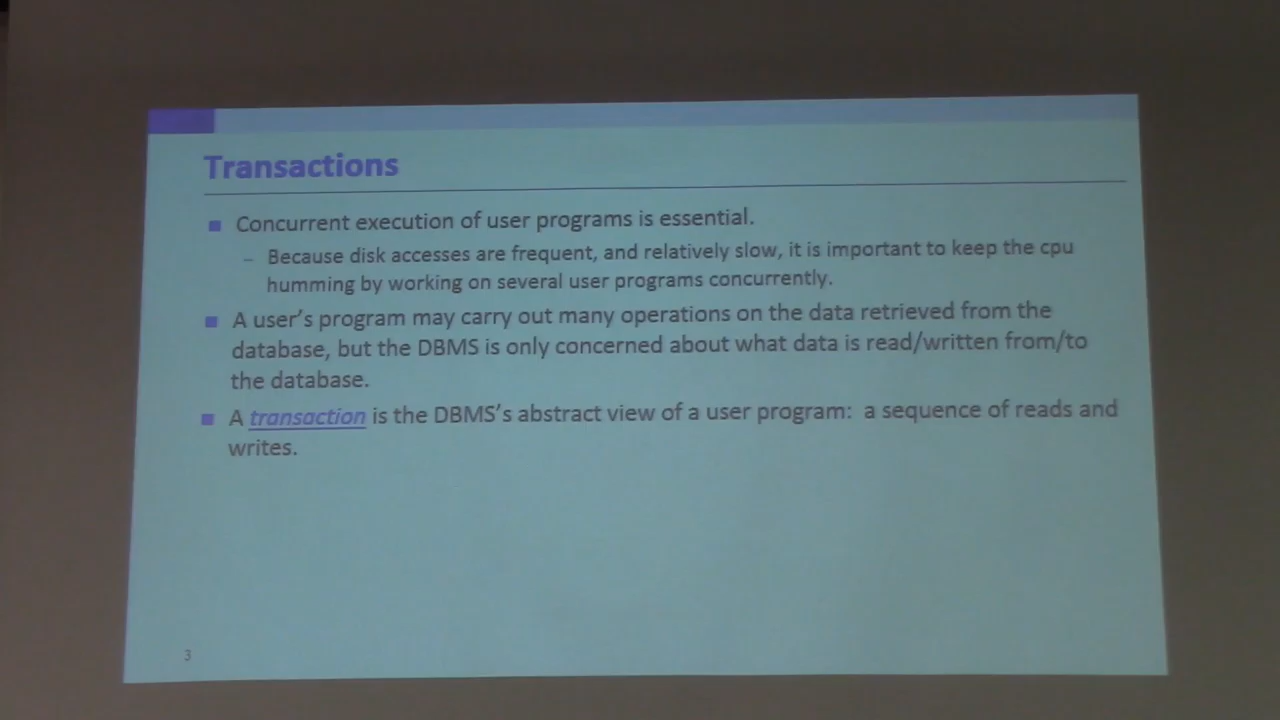 Transactions
Concurrent execution of user programs is essential.
– Because disk accesses are frequent, and relatively slow, it is important to keep the cpu
humming by working on several user programs concurrently.
A user's program may carry out many operations on the data retrieved from the
database, but the DBMS is only concerned about what data is read/written from/to
the database.
A transaction is the DBMS's abstract view of a user program: a sequence of reads and
writes.
3